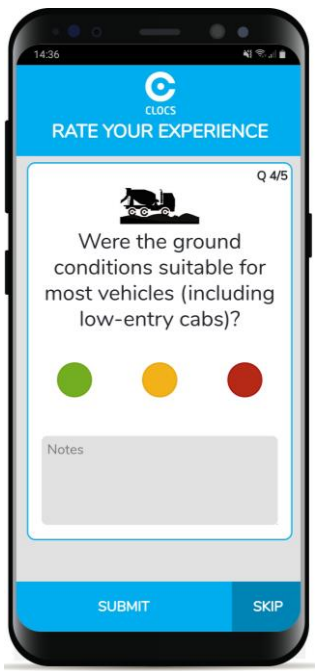 14:36
CLOCS
RATE YOUR EXPERIENCE
Q 4/5
Were the ground
conditions suitable for
most vehicles (including
low-entry cabs)?
Notes
SUBMIT
SKIP